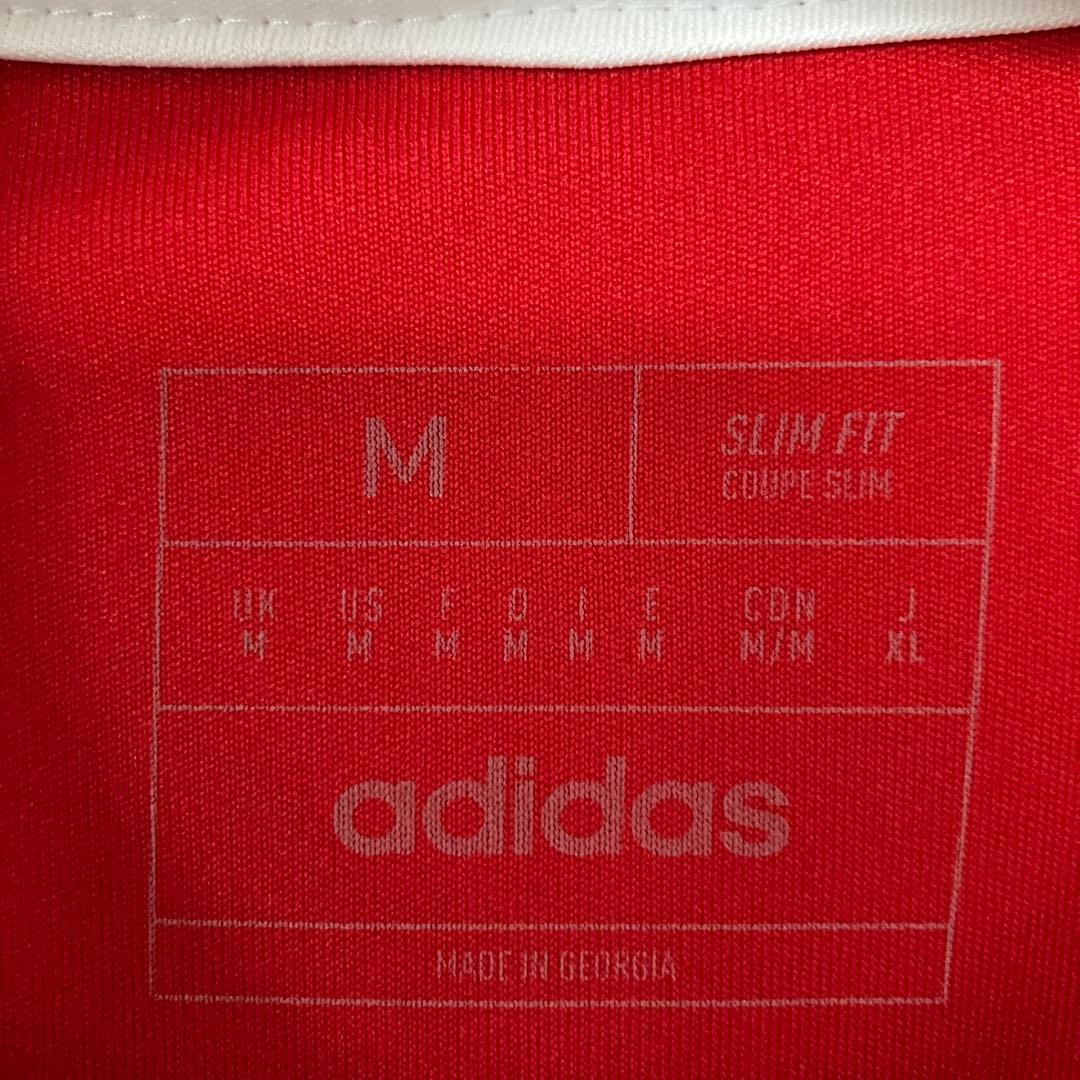 M
SLIM FIT
COUPE SLIM
UK US F D I E CDN J
M M M M M M M/M XL
adidas
MADE IN GEORGIA